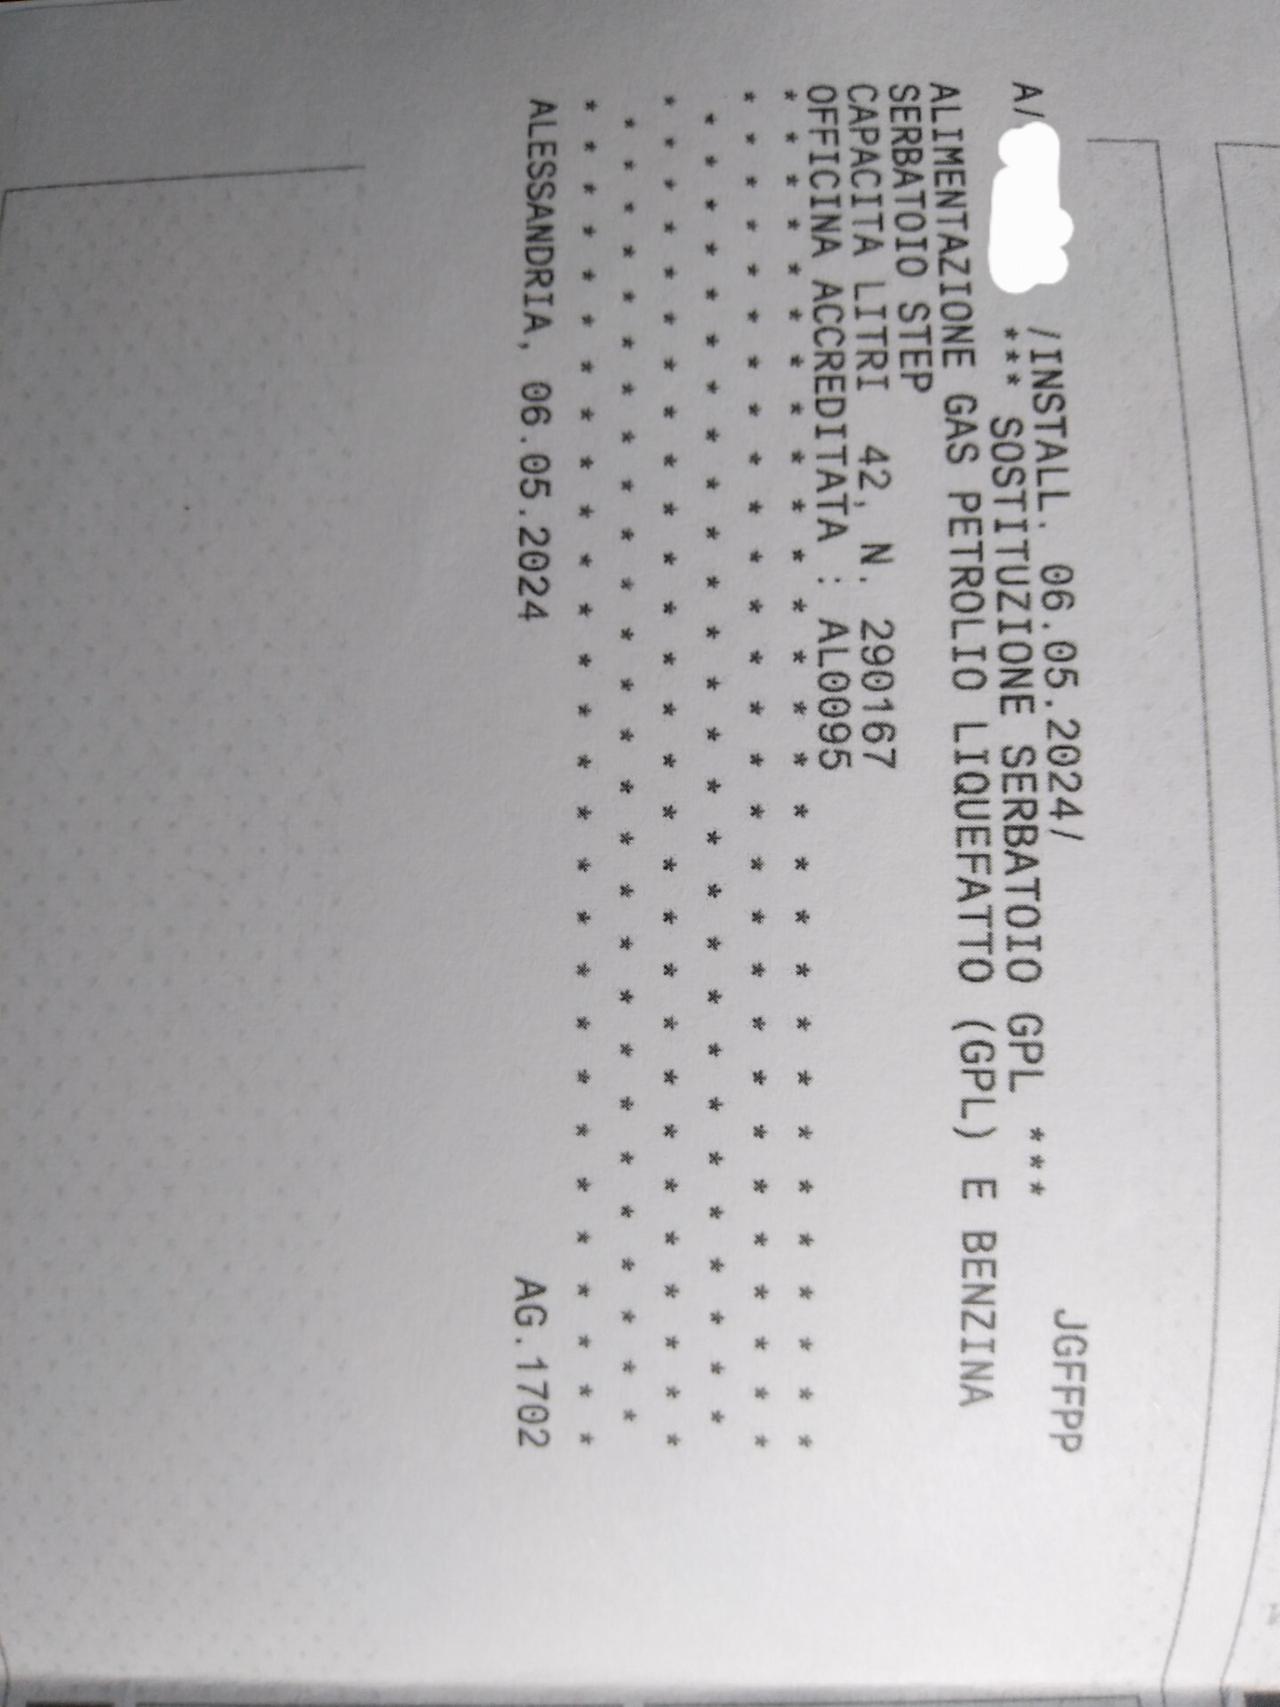 A/ /INSTALL. 06.05.2024/ JGFFPP
*** SOSTITUZIONE SERBATOIO GPL ***
ALIMENTAZIONE GAS PETROLIO LIQUEFATTO (GPL) E BENZINA
SERBATOIO STEP
CAPACITA LITRI 42, N. 290167
OFFICINA ACCREDITATA : AL0095
* * * * * * * * * * * * * * * * * * * * * * * * * * * *
* * * * * * * * * * * * * * * * * * * * * * * * * * * *
* * * * * * * * * * * * * * * * * * * * * * * * * * *
* * * * * * * * * * * * * * * * * * * * * * * * * * * *
* * * * * * * * * * * * * * * * * * * * * * * * * * *
* * * * * * * * * * * * * * * * * * * * * * * * * * * *
ALESSANDRIA, 06.05.2024 AG.1702